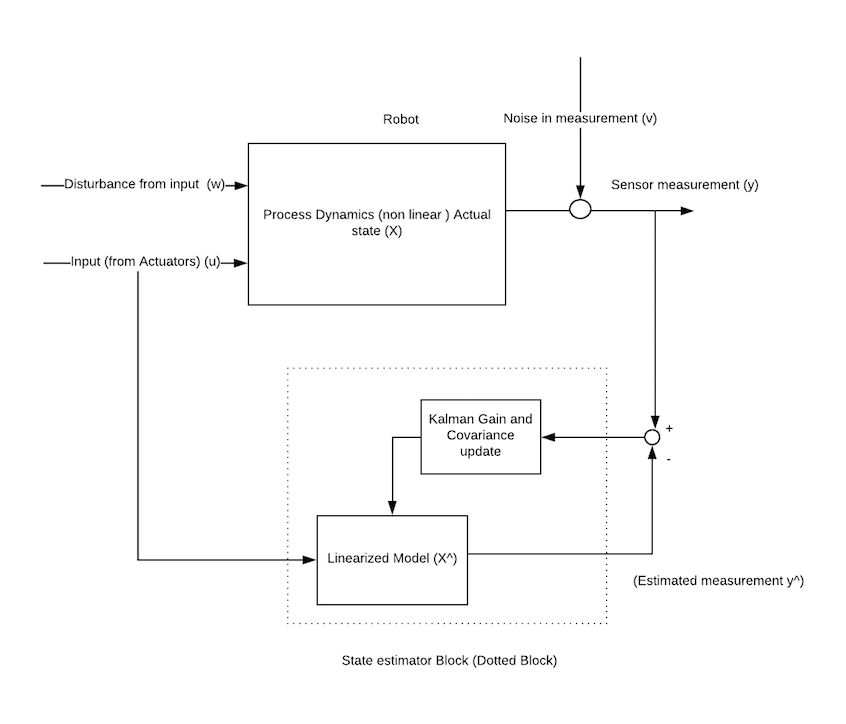 Robot
Noise in measurement (v)
Disturbance from input (w)
Sensor measurement (y)
Process Dynamics (non linear ) Actual
state (X)
Input (from Actuators) (u)
Kalman Gain and
Covariance
update
+
-
Linearized Model (X^)
(Estimated measurement y^)
State estimator Block (Dotted Block)